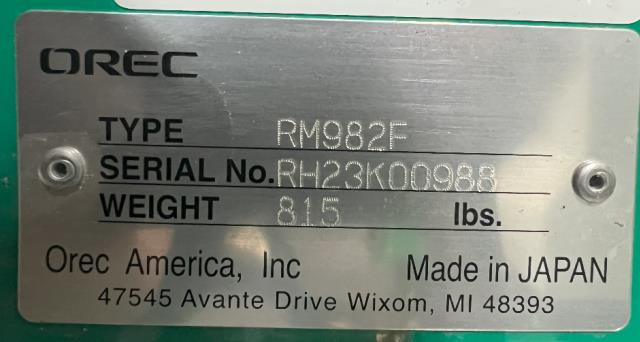 OREC
TYPE RM982F
SERIAL No. RH23K00988
WEIGHT 815 lbs.
Orec America, Inc Made in JAPAN
47545 Avante Drive Wixom, MI 48393